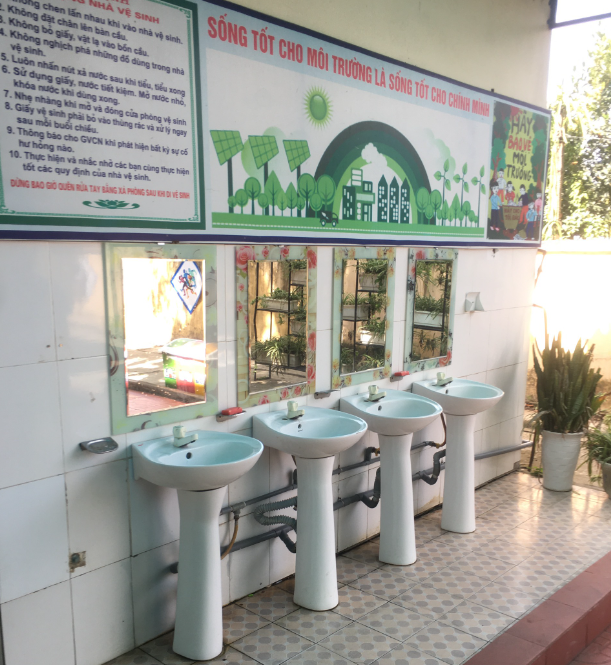 NG NHÀ VỆ SINH
không chen lấn nhau khi vào nhà vệ sinh.
2. Không đặt chân lên bàn cầu.
3. Không bỏ giấy, vật lạ vào bồn cầu.
4. Không nghịch phá những đồ dùng trong nhà
vệ sinh.
5. Luôn nhấn nút xả nước sau khi tiểu, tiểu xong
6. Sử dụng giấy, nước tiết kiệm. Mở nước nhỏ,
khóa nước khi dùng xong.
7. Nhẹ nhàng khi mở và đóng cửa phòng vệ sinh
8. Giấy vệ sinh phải bỏ vào thùng rác và xử lý ngay
sau mỗi buổi chiều.
9. Thông báo cho GVCN khi phát hiện bất kỳ sự cố
hư hỏng nào.
10. Thực hiện và nhắc nhở các bạn cùng thực hiện
tốt các quy định của nhà vệ sinh.
ĐỪNG BAO GIỜ QUÊN RỬA TAY BẰNG XÀ PHÒNG SAU KHI ĐI VỆ SINH
SỐNG TỐT CHO MÔI TRƯỜNG LÀ SỐNG TỐT CHO CHÍNH MÌNH
HÃY
BẢO VỆ
MÔI
TRƯỜNG